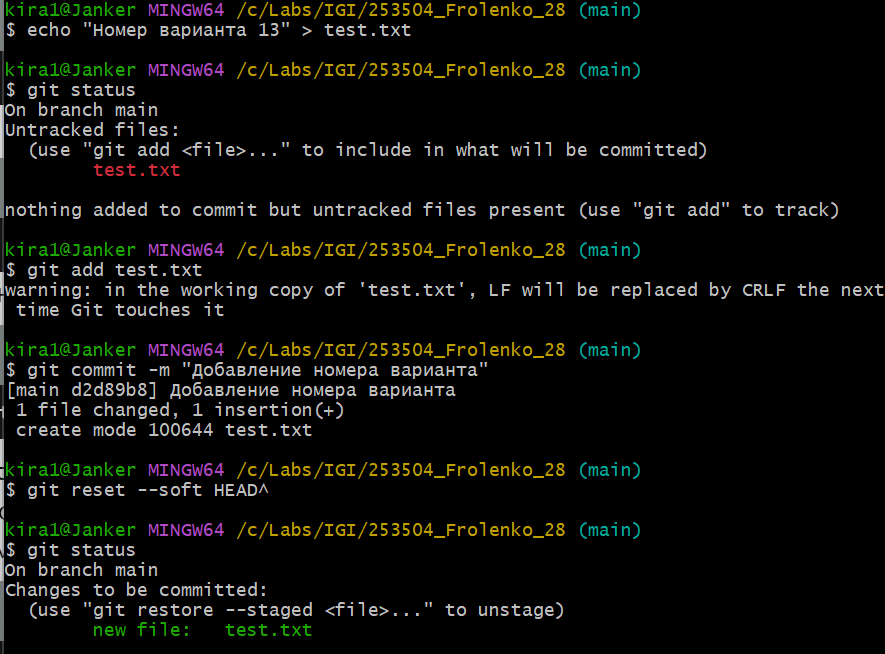 kira1@Janker MINGW64 /c/Labs/IGI/253504_Frolenko_28 (main)
$ echo "Номер варианта 13" > test.txt
kira1@Janker MINGW64 /c/Labs/IGI/253504_Frolenko_28 (main)
$ git status
On branch main
Untracked files:
  (use "git add <file>..." to include in what will be committed)
        test.txt
nothing added to commit but untracked files present (use "git add" to track)
kira1@Janker MINGW64 /c/Labs/IGI/253504_Frolenko_28 (main)
$ git add test.txt
warning: in the working copy of 'test.txt', LF will be replaced by CRLF the next
 time Git touches it
kira1@Janker MINGW64 /c/Labs/IGI/253504_Frolenko_28 (main)
$ git commit -m "Добавление номера варианта"
[main d2d89b8] Добавление номера варианта
 1 file changed, 1 insertion(+)
 create mode 100644 test.txt
kira1@Janker MINGW64 /c/Labs/IGI/253504_Frolenko_28 (main)
$ git reset --soft HEAD^
kira1@Janker MINGW64 /c/Labs/IGI/253504_Frolenko_28 (main)
$ git status
On branch main
Changes to be committed:
  (use "git restore --staged <file>..." to unstage)
        new file:   test.txt